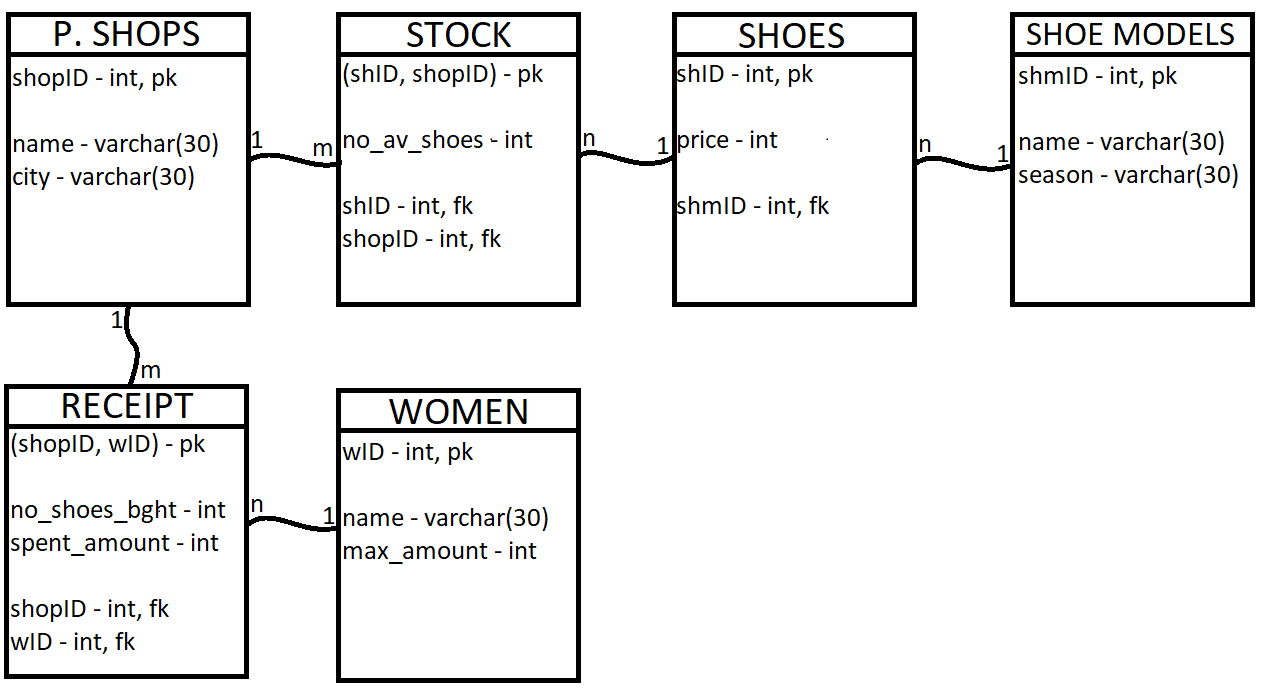 P. SHOPS
shopID - int, pk
name - varchar(30)
city - varchar(30)
STOCK
(shID, shopID) - pk
no_av_shoes - int
shID - int, fk
shopID - int, fk
SHOES
shID - int, pk
price - int
shmID - int, fk
SHOE MODELS
shmID - int, pk
name - varchar(30)
season - varchar(30)
1
m
n
1
n
1
1
m
RECEIPT
(shopID, wID) - pk
no_shoes_bght - int
spent_amount - int
shopID - int, fk
wID - int, fk
n
1
WOMEN
wID - int, pk
name - varchar(30)
max_amount - int